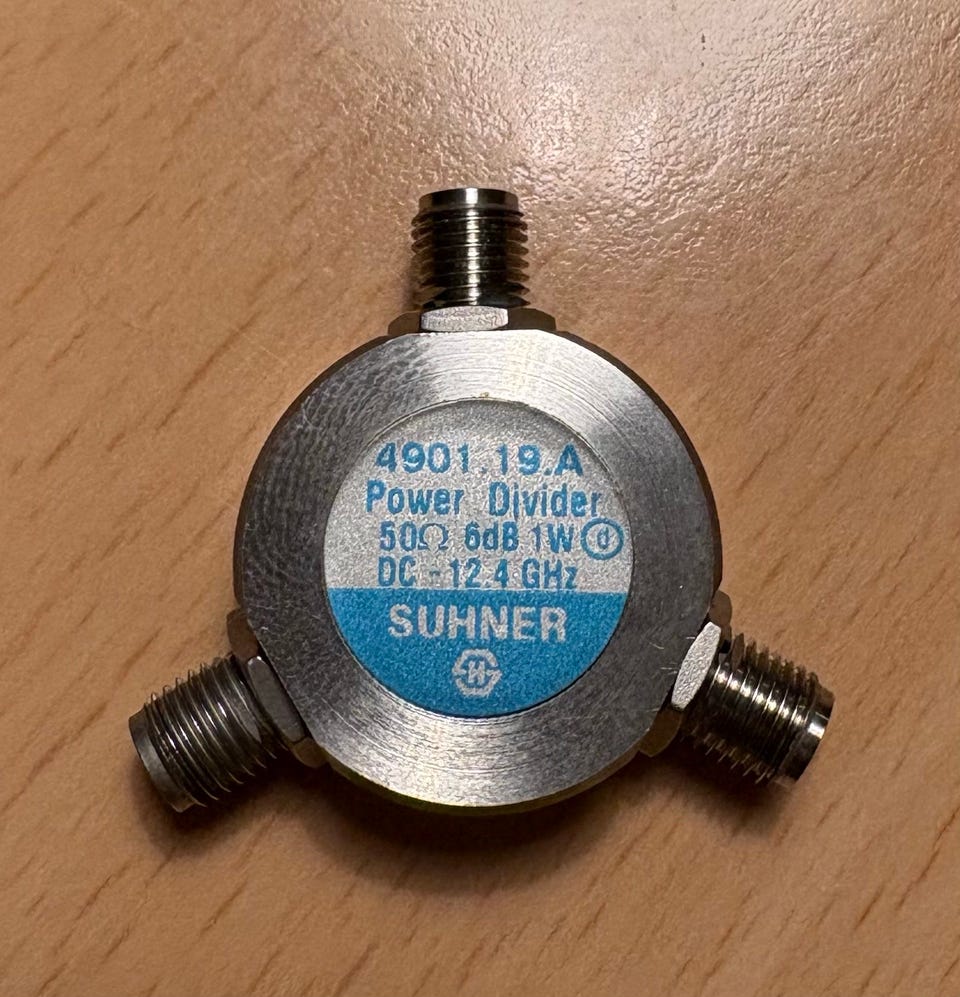 4901.19.A
Power Divider
50Ω 6dB 1W ⓓ
DC - 12.4 GHz
SUHNER
H